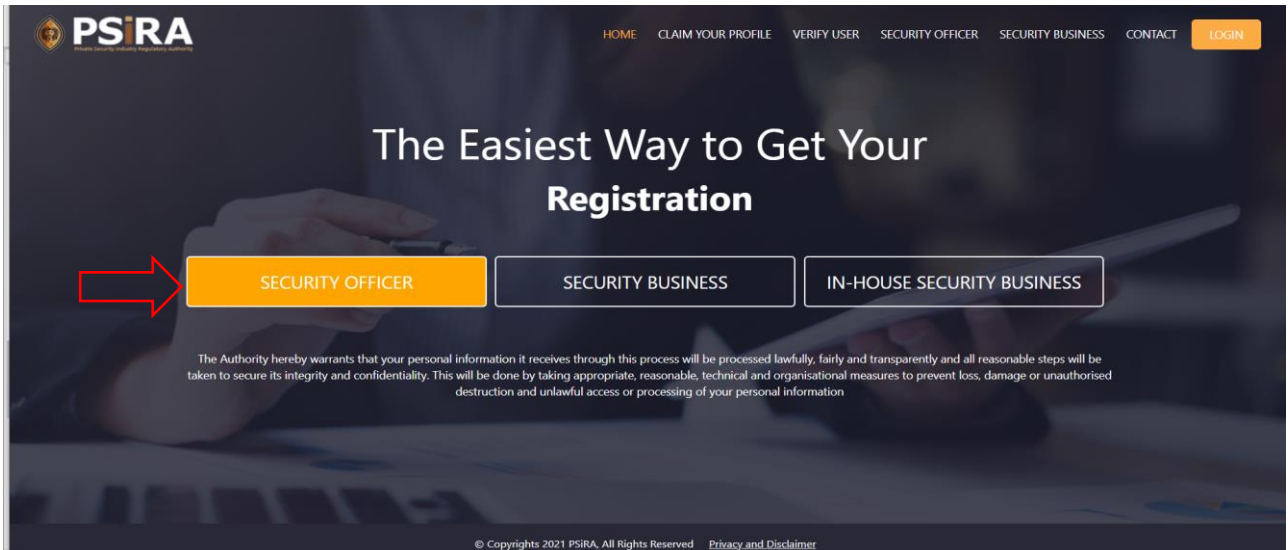 PSiRA
Private Security Industry Regulatory Authority
HOME CLAIM YOUR PROFILE VERIFY USER SECURITY OFFICER SECURITY BUSINESS CONTACT LOGIN
The Easiest Way to Get Your
Registration
SECURITY OFFICER SECURITY BUSINESS IN-HOUSE SECURITY BUSINESS
The Authority hereby warrants that your personal information it receives through this process will be processed lawfully, fairly and transparently and all reasonable steps will be
taken to secure its integrity and confidentiality. This will be done by taking appropriate, reasonable, technical and organisational measures to prevent loss, damage or unauthorised
destruction and unlawful access or processing of your personal information
© Copyrights 2021 PSiRA, All Rights Reserved Privacy and Disclaimer